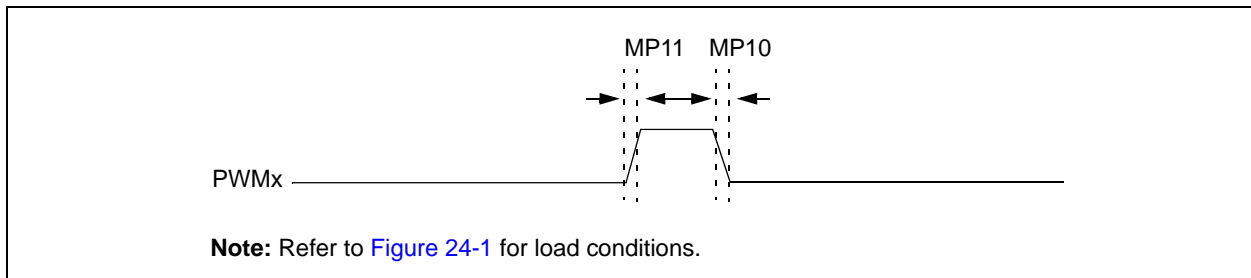 MP11 MP10
PWMx
Note: Refer to Figure 24-1 for load conditions.